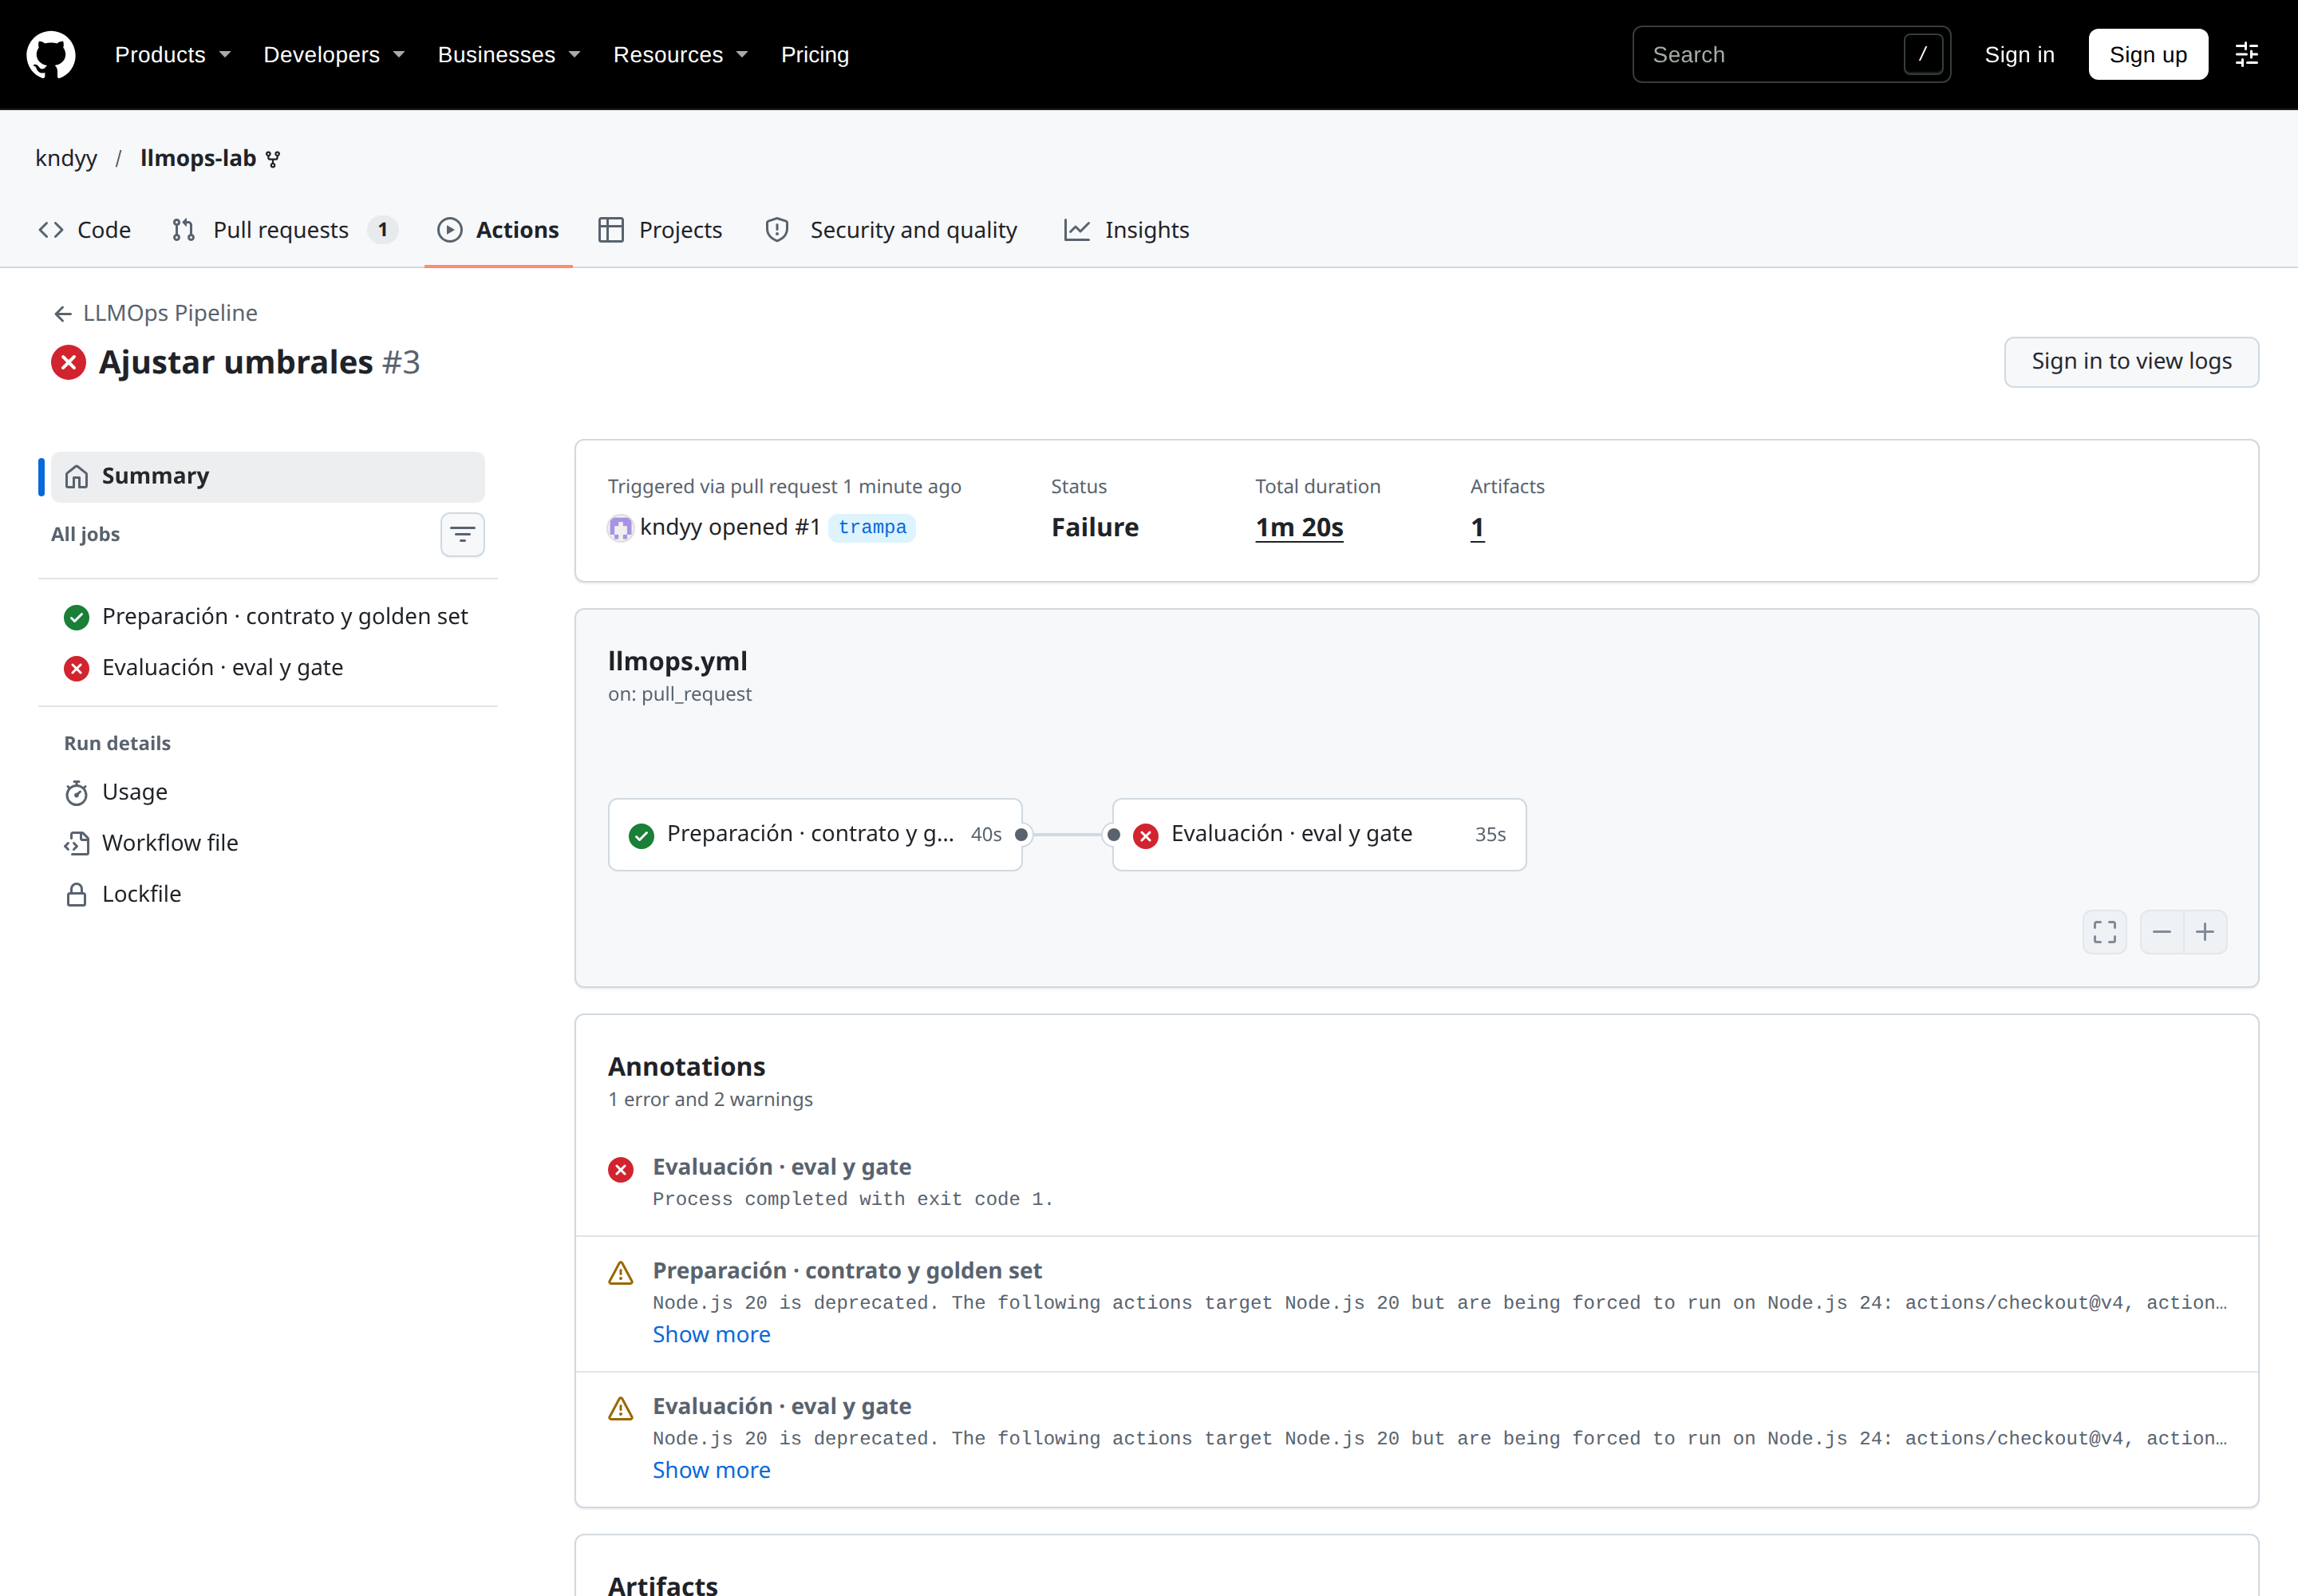 Products Developers Businesses Resources Pricing Search / Sign in Sign up
kndyy / llmops-lab
Code Pull requests 1 Actions Projects Security and quality Insights
LLMOps Pipeline
Ajustar umbrales #3
Sign in to view logs
Summary
All jobs
Preparación · contrato y golden set
Evaluación · eval y gate
Run details
Usage
Workflow file
Lockfile
Triggered via pull request 1 minute ago
kndyy opened #1 trampa
Status
Failure
Total duration
1m 20s
Artifacts
1
llmops.yml
on: pull_request
Preparación · contrato y g... 40s
Evaluación · eval y gate 35s
Annotations
1 error and 2 warnings
Evaluación · eval y gate
Process completed with exit code 1.
Preparación · contrato y golden set
Node.js 20 is deprecated. The following actions target Node.js 20 but are being forced to run on Node.js 24: actions/checkout@v4, action…
Show more
Evaluación · eval y gate
Node.js 20 is deprecated. The following actions target Node.js 20 but are being forced to run on Node.js 24: actions/checkout@v4, action…
Show more
Artifacts